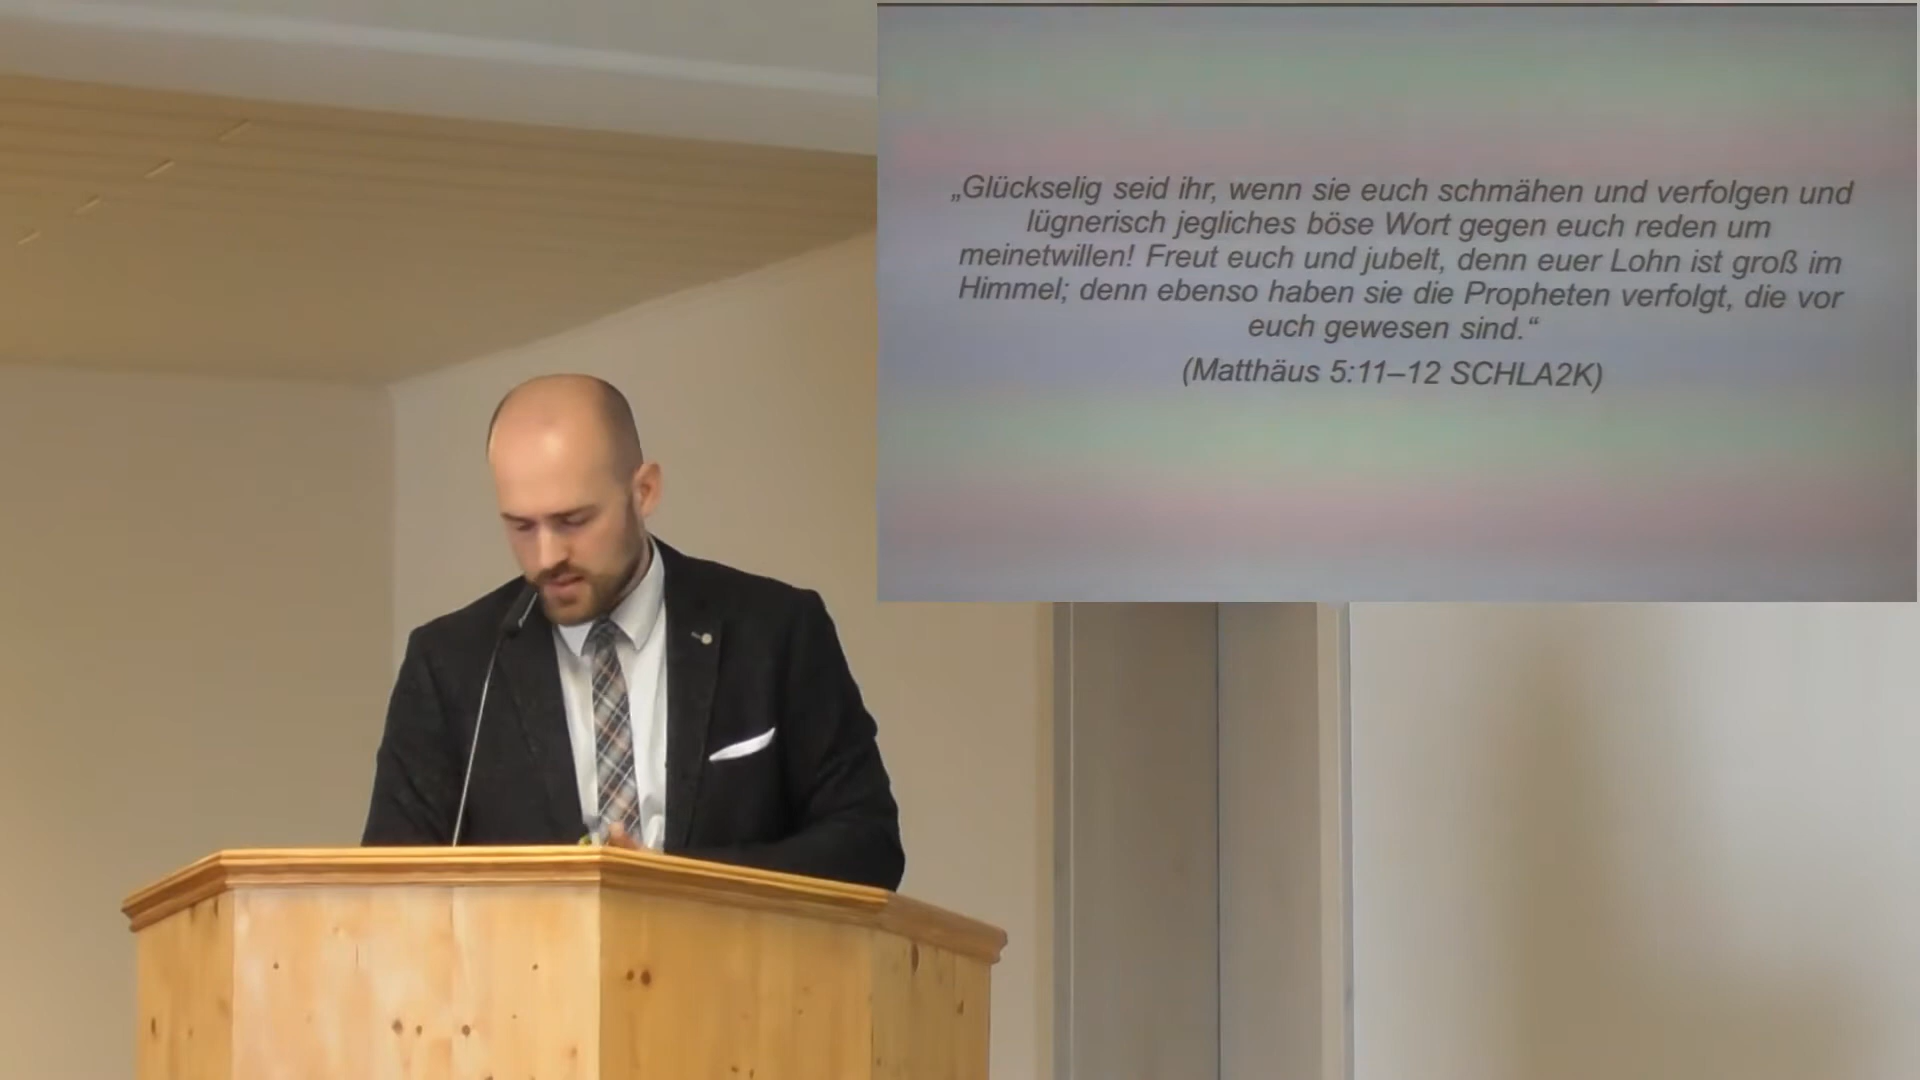 „Glückselig seid ihr, wenn sie euch schmähen und verfolgen und
lügnerisch jegliches böse Wort gegen euch reden um
meinetwillen! Freut euch und jubelt, denn euer Lohn ist groß im
Himmel; denn ebenso haben sie die Propheten verfolgt, die vor
euch gewesen sind.“
(Matthäus 5:11–12 SCHLA2K)